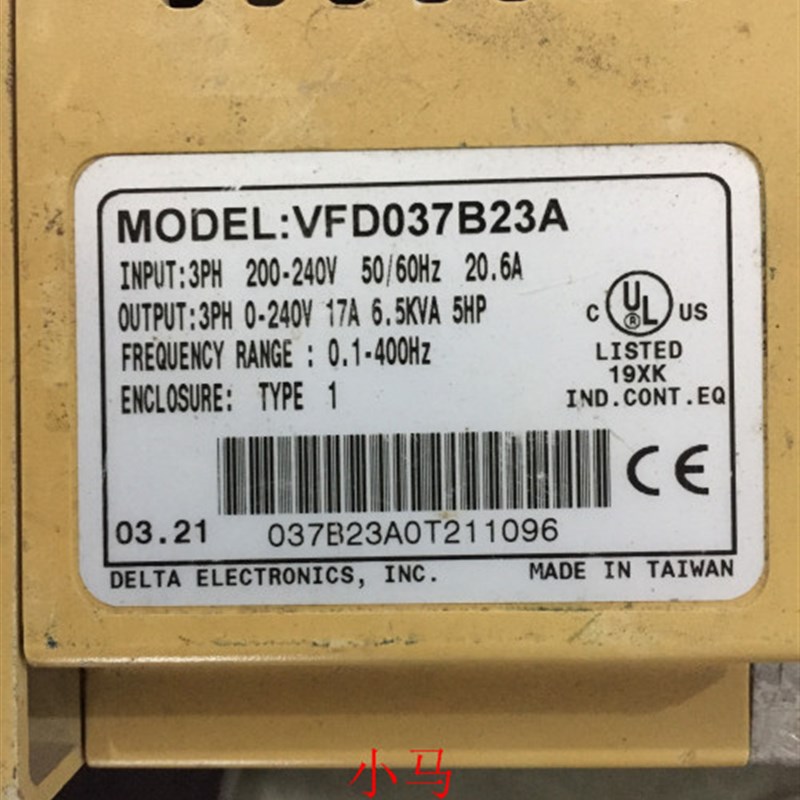 MODEL:VFD037B23A
INPUT:3PH 200-240V 50/60Hz 20.6A
OUTPUT:3PH 0-240V 17A 6.5KVA 5HP
FREQUENCY RANGE : 0.1-400Hz
ENCLOSURE: TYPE 1
C UL ® US
LISTED
19XK
IND.CONT.EQ
CE
03.21 037B23A0T211096
DELTA ELECTRONICS, INC. MADE IN TAIWAN
小马